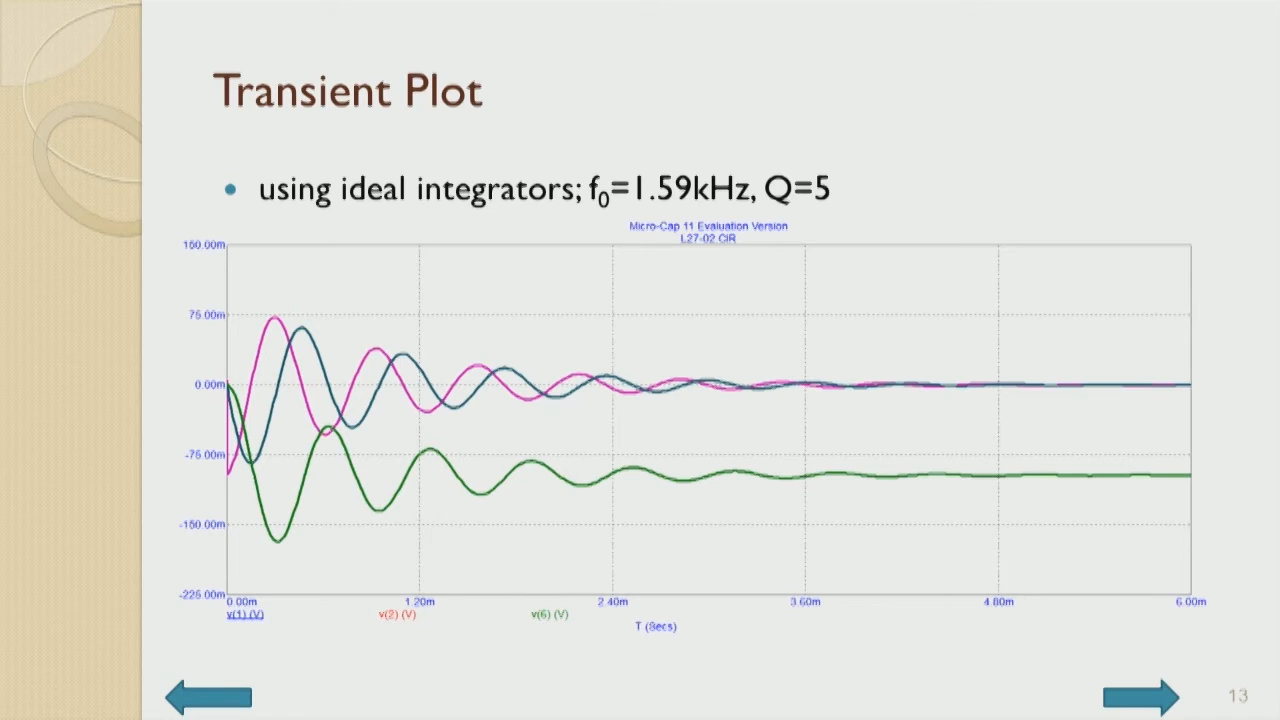 Transient Plot
• using ideal integrators; f₀=1.59kHz, Q=5
Micro-Cap 11 Evaluation Version
L27-02.CIR
150.00m
75.00m
0.00m
-75.00m
-150.00m
-225.00m
0.00m 1.20m 2.40m 3.60m 4.80m 6.00m
v(1) (V) v(2) (V) v(6) (V)
T (Secs)
13